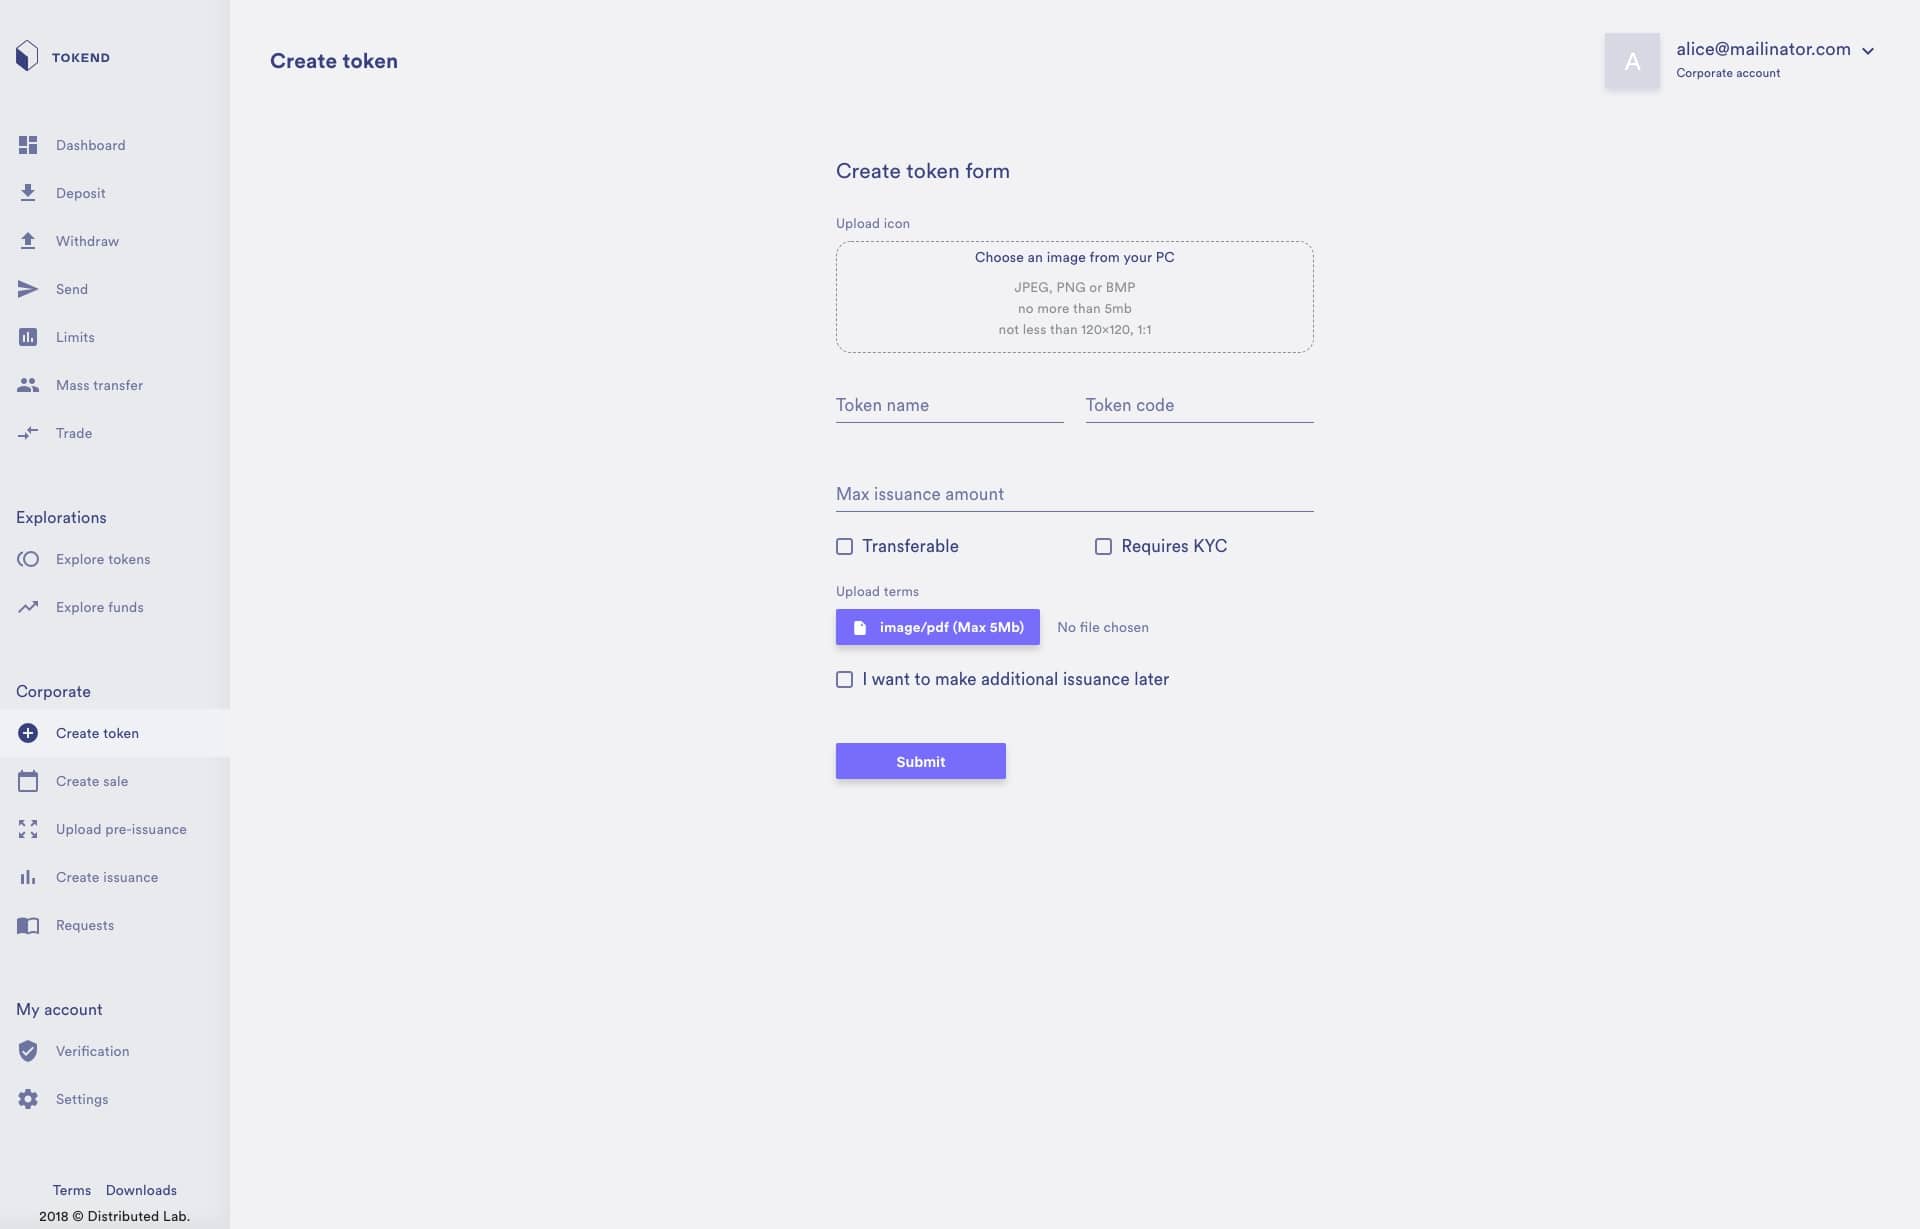 TOKEND
Create token
A
alice@mailinator.com
Corporate account
Dashboard
Deposit
Withdraw
Send
Limits
Mass transfer
Trade
Explorations
Explore tokens
Explore funds
Corporate
Create token
Create sale
Upload pre-issuance
Create issuance
Requests
My account
Verification
Settings
Terms Downloads
2018 © Distributed Lab.
Create token form
Upload icon
Choose an image from your PC
JPEG, PNG or BMP
no more than 5mb
not less than 120×120, 1:1
Token name Token code
Max issuance amount
Transferable Requires KYC
Upload terms
image/pdf (Max 5Mb) No file chosen
I want to make additional issuance later
Submit